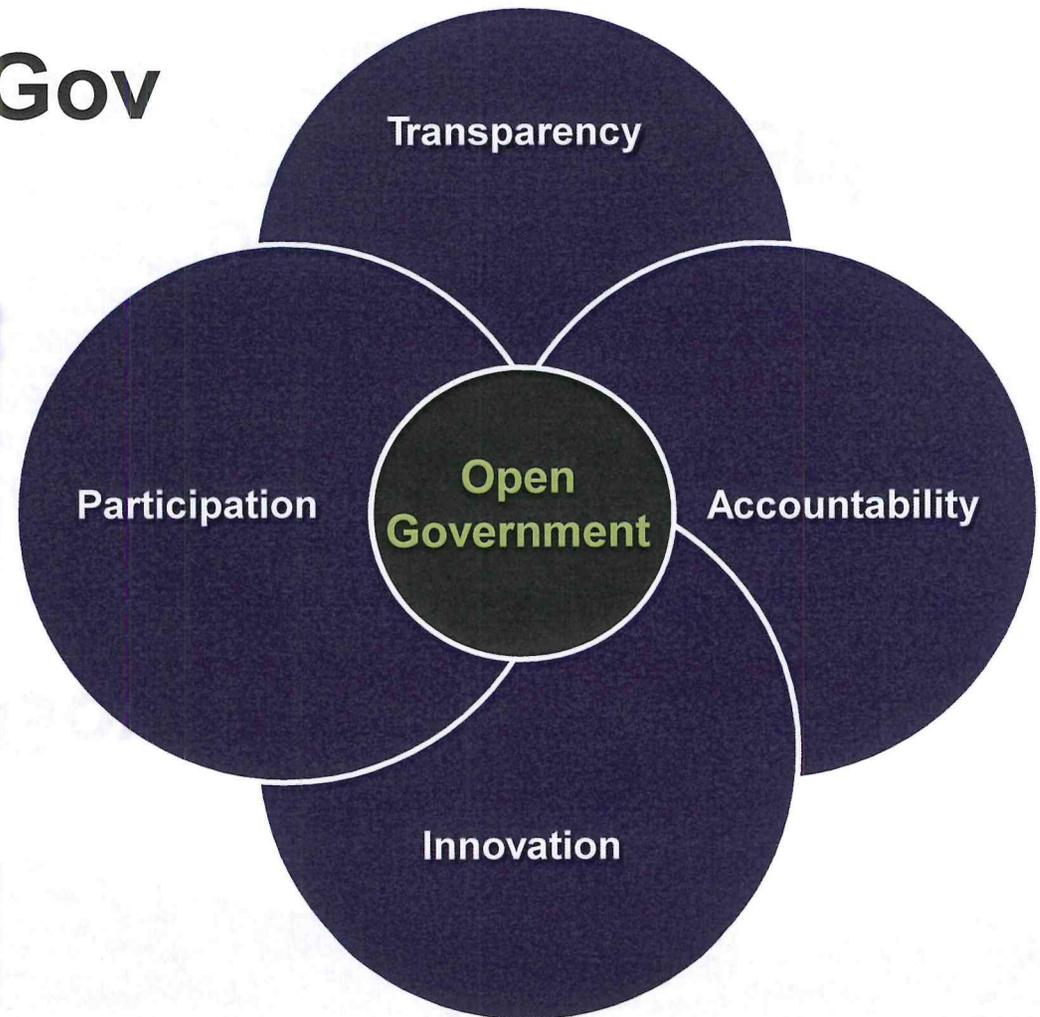 Gov
Transparency
Participation
Open
Government
Accountability
Innovation